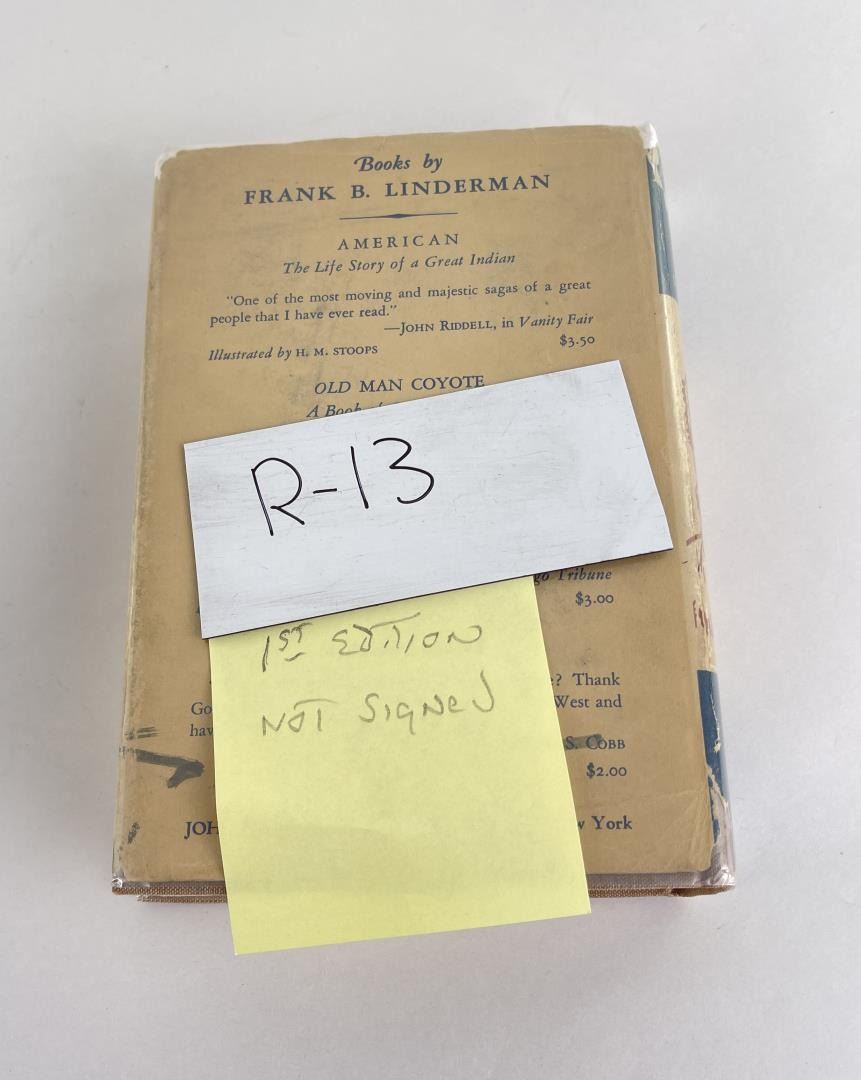 Books by
FRANK B. LINDERMAN
AMERICAN
The Life Story of a Great Indian
"One of the most moving and majestic sagas of a great
people that I have ever read."
—JOHN RIDDELL, in Vanity Fair
Illustrated by H. M. STOOPS $3.50
OLD MAN COYOTE
A Book
R-13
Tribune
$3.00
1ST EDITION
NOT SIGNED
? Thank
West and
S. COBB
$2.00
York